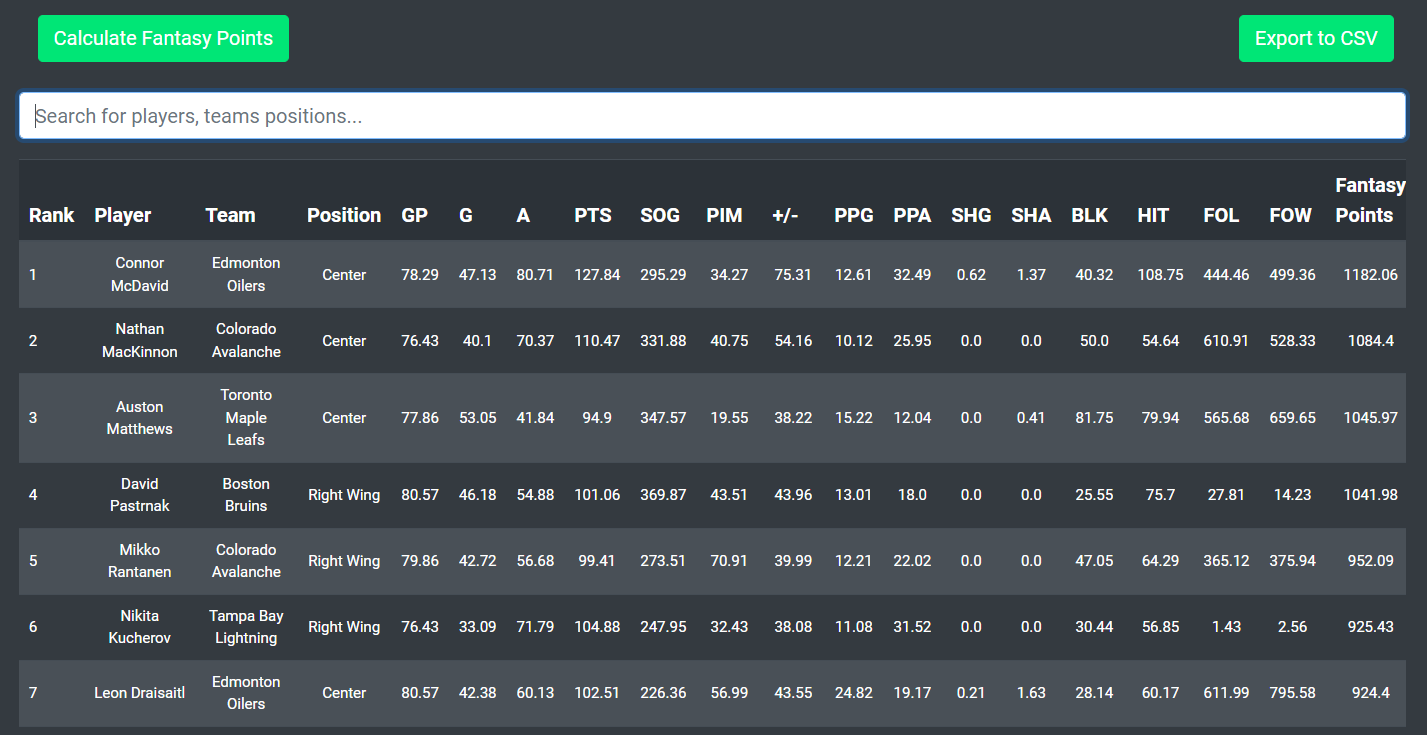 Calculate Fantasy Points Export to CSV
Search for players, teams positions...
Rank Player Team Position GP G A PTS SOG PIM +/- PPG PPA SHG SHA BLK HIT FOL FOW Fantasy Points
1 Connor McDavid Edmonton Oilers Center 78.29 47.13 80.71 127.84 295.29 34.27 75.31 12.61 32.49 0.62 1.37 40.32 108.75 444.46 499.36 1182.06
2 Nathan MacKinnon Colorado Avalanche Center 76.43 40.1 70.37 110.47 331.88 40.75 54.16 10.12 25.95 0.0 0.0 50.0 54.64 610.91 528.33 1084.4
3 Auston Matthews Toronto Maple Leafs Center 77.86 53.05 41.84 94.9 347.57 19.55 38.22 15.22 12.04 0.0 0.41 81.75 79.94 565.68 659.65 1045.97
4 David Pastrnak Boston Bruins Right Wing 80.57 46.18 54.88 101.06 369.87 43.51 43.96 13.01 18.0 0.0 0.0 25.55 75.7 27.81 14.23 1041.98
5 Mikko Rantanen Colorado Avalanche Right Wing 79.86 42.72 56.68 99.41 273.51 70.91 39.99 12.21 22.02 0.0 0.0 47.05 64.29 365.12 375.94 952.09
6 Nikita Kucherov Tampa Bay Lightning Right Wing 76.43 33.09 71.79 104.88 247.95 32.43 38.08 11.08 31.52 0.0 0.0 30.44 56.85 1.43 2.56 925.43
7 Leon Draisaitl Edmonton Oilers Center 80.57 42.38 60.13 102.51 226.36 56.99 43.55 24.82 19.17 0.21 1.63 28.14 60.17 611.99 795.58 924.4